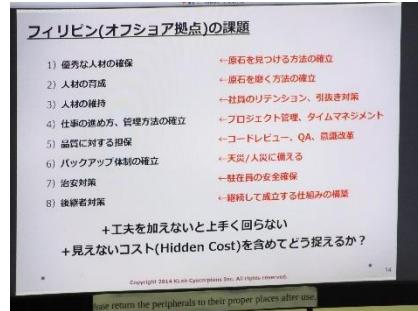 フィリピン(オフショア拠点)の課題
1) 優秀な人材の確保 ←原石を見つける方法の確立
2) 人材の育成 ←原石を磨く方法の確立
3) 人材の維持 ←社員のリテンション、引抜き対策
4) 仕事の進め方、管理方法の確立 ←プロジェクト管理、タイムマネジメント
5) 品質に対する担保 ←コードレビュー、QA、意識改革
6) バックアップ体制の確立 ←天災/人災に備える
7) 治安対策 ←駐在員の安全確保
8) 後継者対策 ←継続して成立する仕組みの構築
+工夫を加えないと上手く回らない
+見えないコスト(Hidden Cost)を含めてどう捉えるか?
14
Copyright 2014 Inc. All rights reserved.
ease return the peripherals to their proper places after use.